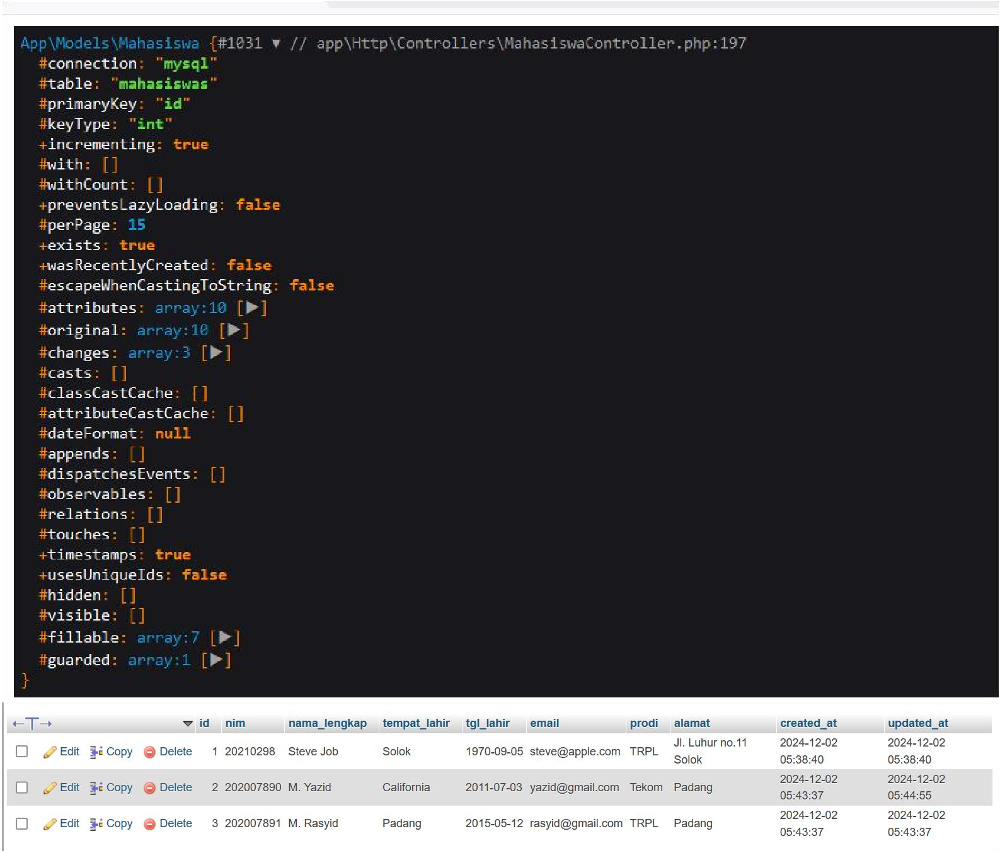 App\Models\Mahasiswa {#1031 ▼ // app\Http\Controllers\MahasiswaController.php:197
#connection: "mysql"
#table: "mahasiswas"
#primaryKey: "id"
#keyType: "int"
+incrementing: true
#with: []
#withCount: []
+preventsLazyLoading: false
#perPage: 15
+exists: true
+wasRecentlyCreated: false
#escapeWhenCastingToString: false
#attributes: array:10 [▶]
#original: array:10 [▶]
#changes: array:3 [▶]
#casts: []
#classCastCache: []
#attributeCastCache: []
#dateFormat: null
#appends: []
#dispatchesEvents: []
#observables: []
#relations: []
#touches: []
+timestamps: true
+usesUniqueIds: false
#hidden: []
#visible: []
#fillable: array:7 [▶]
#guarded: array:1 [▶]
}
←T→ ▼ id nim nama_lengkap tempat_lahir tgl_lahir email prodi alamat created_at updated_at
Edit Copy Delete 1 20210298 Steve Job Solok 1970-09-05 steve@apple.com TRPL Jl. Luhur no.11 2024-12-02 2024-12-02
Solok 05:38:40 05:38:40
Edit Copy Delete 2 202007890 M. Yazid California 2011-07-03 yazid@gmail.com Tekom Padang 2024-12-02 2024-12-02
05:43:37 05:44:55
Edit Copy Delete 3 202007891 M. Rasyid Padang 2015-05-12 rasyid@gmail.com TRPL Padang 2024-12-02 2024-12-02
05:43:37 05:43:37